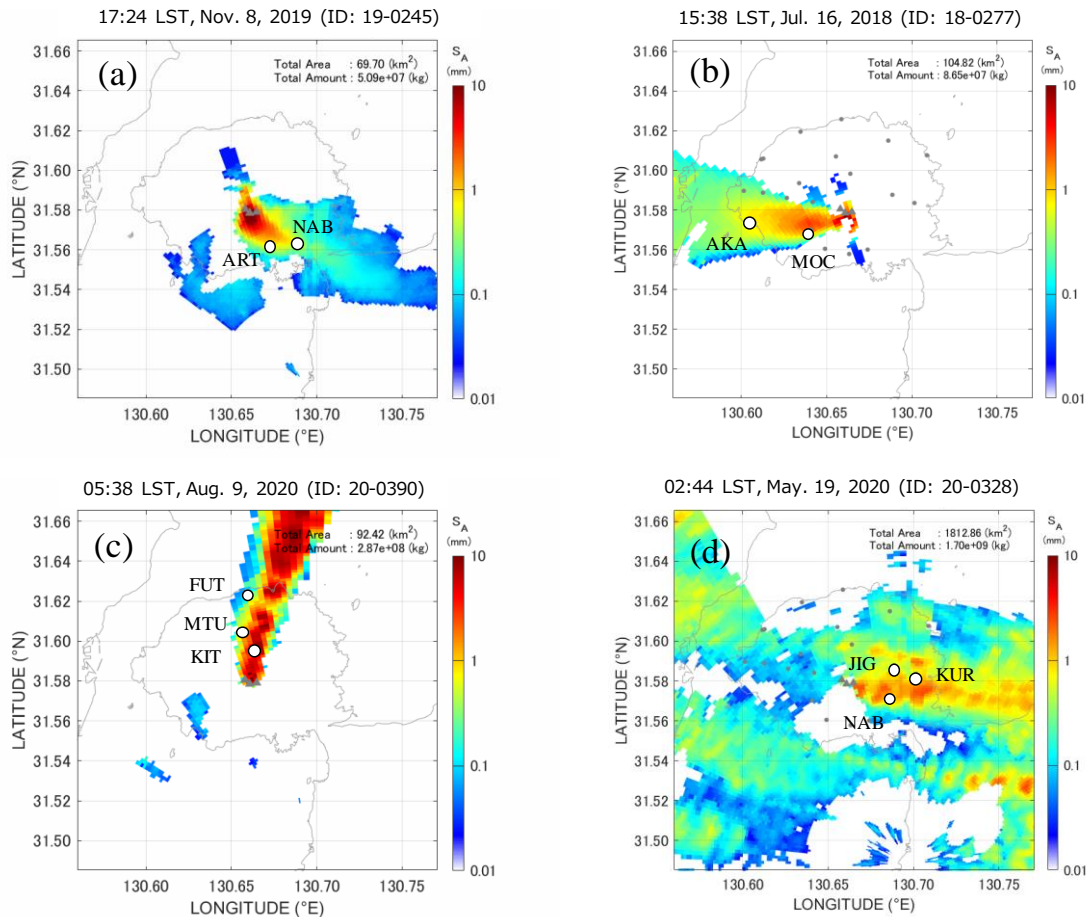 17:24 LST, Nov. 8, 2019 (ID: 19-0245)
(a)
Total Area : 69.70 (km²)
Total Amount : 5.09e+07 (kg)
S_A
(mm)
31.66
31.64
31.62
31.60
31.58
31.56
31.54
31.52
31.50
LATITUDE (°N)
NAB
ART
130.60
130.65
130.70
130.75
LONGITUDE (°E)
10
1
0.1
0.01
15:38 LST, Jul. 16, 2018 (ID: 18-0277)
(b)
Total Area : 104.82 (km²)
Total Amount : 8.65e+07 (kg)
S_A
(mm)
31.66
31.64
31.62
31.60
31.58
31.56
31.54
31.52
31.50
LATITUDE (°N)
AKA
MOC
130.60
130.65
130.70
130.75
LONGITUDE (°E)
10
1
0.1
0.01
05:38 LST, Aug. 9, 2020 (ID: 20-0390)
(c)
Total Area : 92.42 (km²)
Total Amount : 2.87e+08 (kg)
S_A
(mm)
31.66
31.64
31.62
31.60
31.58
31.56
31.54
31.52
31.50
LATITUDE (°N)
FUT
MTU
KIT
130.60
130.65
130.70
130.75
LONGITUDE (°E)
10
1
0.1
0.01
02:44 LST, May. 19, 2020 (ID: 20-0328)
(d)
Total Area : 1812.86 (km²)
Total Amount : 1.70e+09 (kg)
S_A
(mm)
31.66
31.64
31.62
31.60
31.58
31.56
31.54
31.52
31.50
LATITUDE (°N)
JIG
KUR
NAB
130.60
130.65
130.70
130.75
LONGITUDE (°E)
10
1
0.1
0.01